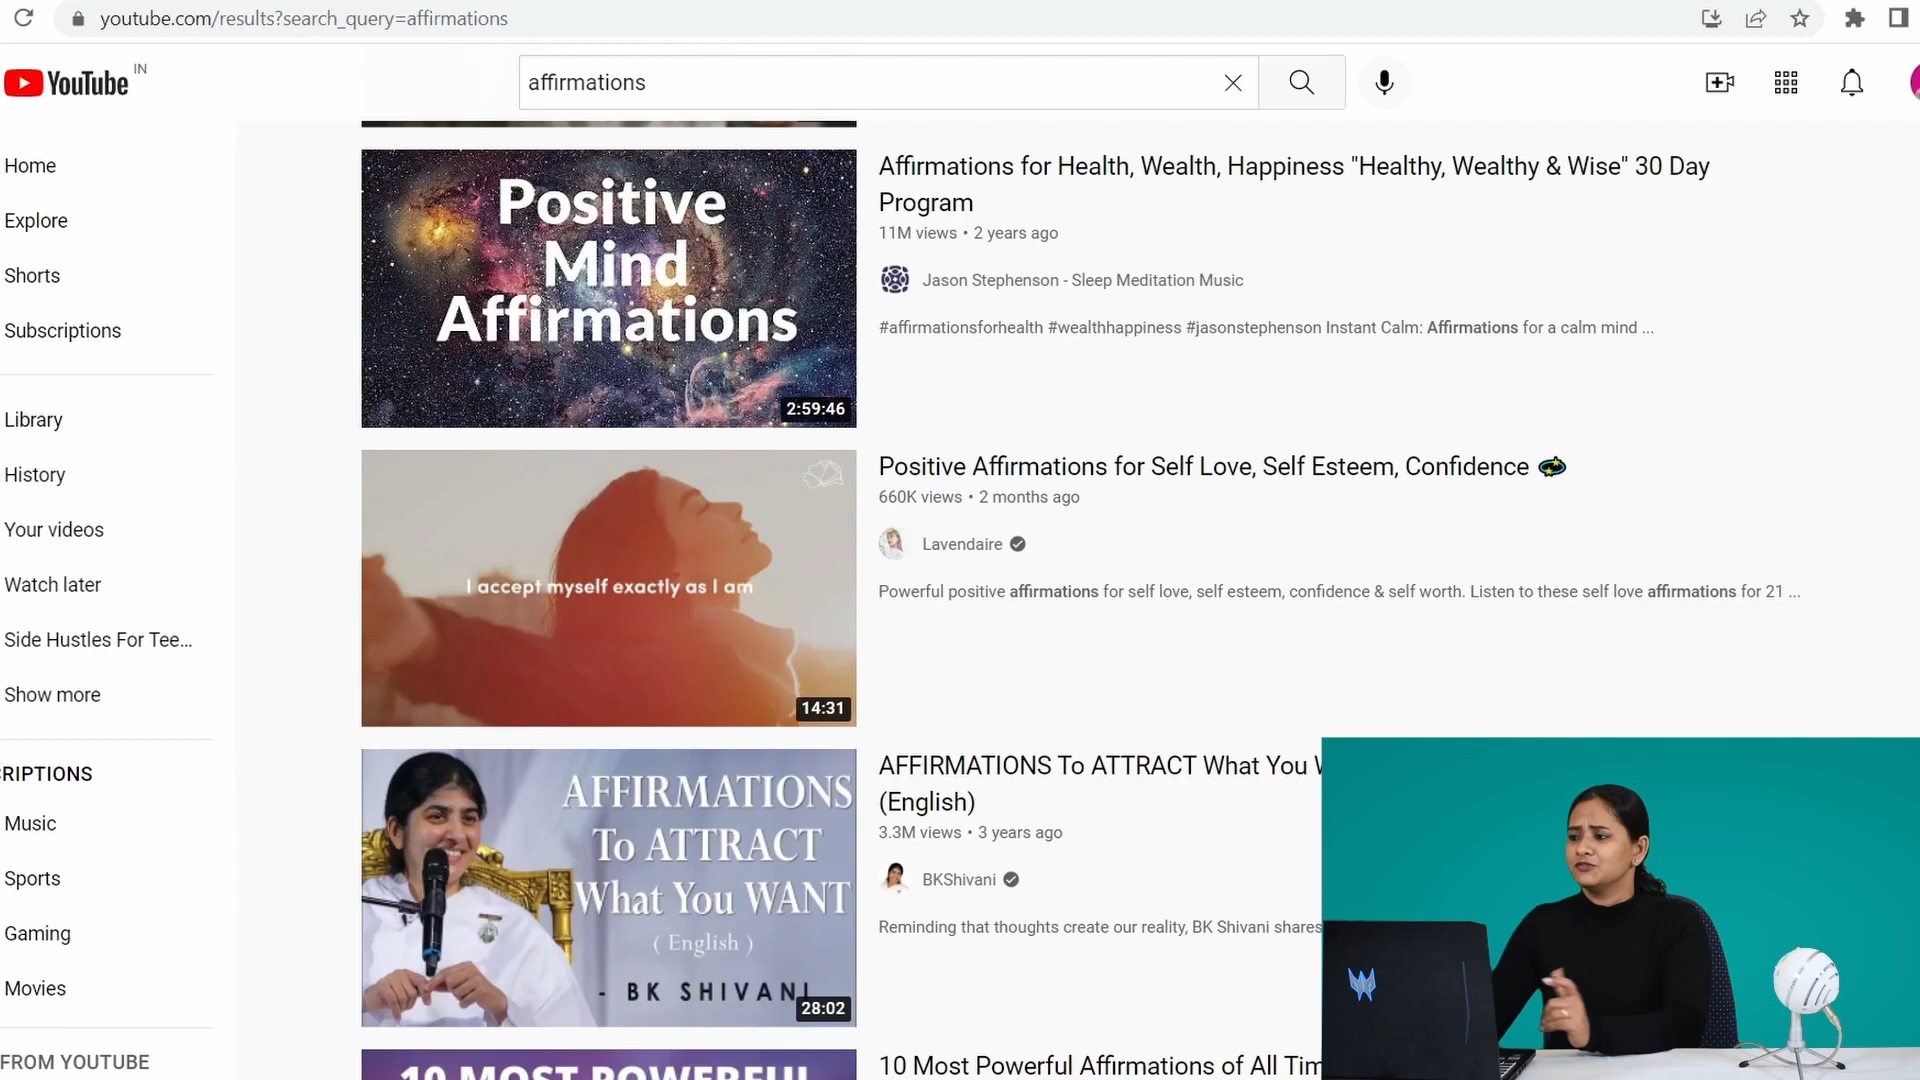 youtube.com/results?search_query=affirmations
YouTube IN
affirmations
Home
Explore
Shorts
Subscriptions
Library
History
Your videos
Watch later
Side Hustles For Tee...
Show more
RIPTIONS
Music
Sports
Gaming
Movies
FROM YOUTUBE
Positive
Mind
Affirmations
2:59:46
Affirmations for Health, Wealth, Happiness "Healthy, Wealthy & Wise" 30 Day
Program
11M views • 2 years ago
Jason Stephenson - Sleep Meditation Music
#affirmationsforhealth #wealthhappiness #jasonstephenson Instant Calm: Affirmations for a calm mind ...
I accept myself exactly as I am
14:31
Positive Affirmations for Self Love, Self Esteem, Confidence
660K views • 2 months ago
Lavendaire
Powerful positive affirmations for self love, self esteem, confidence & self worth. Listen to these self love affirmations for 21 ...
AFFIRMATIONS
To ATTRACT
What You WANT
( English )
- BK SHIVANI
28:02
AFFIRMATIONS To ATTRACT What You
(English)
3.3M views • 3 years ago
BKShivani
Reminding that thoughts create our reality, BK Shivani shares
10 MOST POWERFUL
10 Most Powerful Affirmations of All Tim